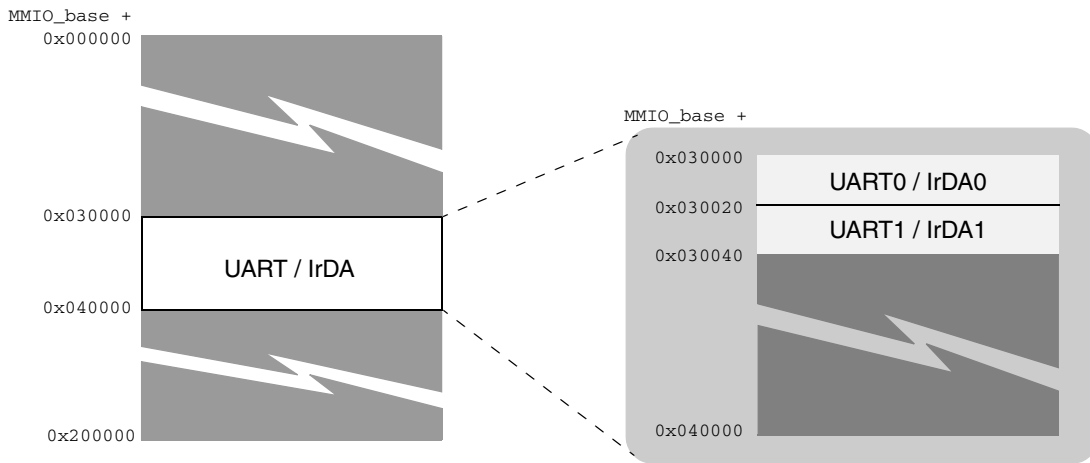 MMIO_base +
0x000000
0x030000
UART / IrDA
0x040000
0x200000
MMIO_base +
0x030000
UART0 / IrDA0
0x030020
UART1 / IrDA1
0x030040
0x040000